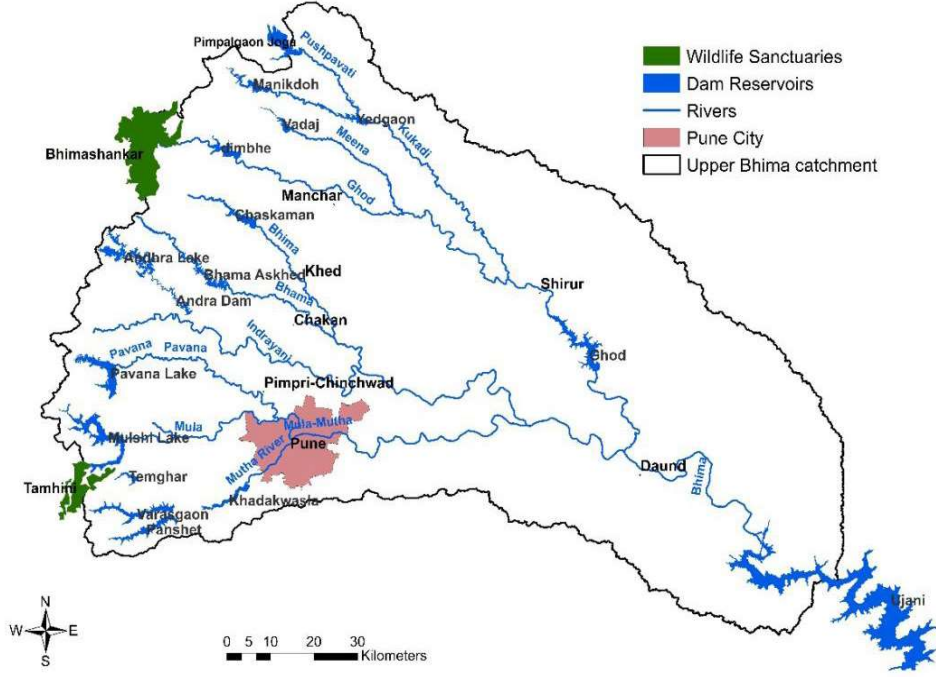 Pimpalgaon Joge
Pushpavati
Wildlife Sanctuaries
Dam Reservoirs
Rivers
Pune City
Upper Bhima catchment
Manikdoh
Yedgaon
Kukadi
Vadaj
Meena
Bhimashankar
dimbhe
Ghod
Manchar
Chaskaman
Bhima
Andhra Lake
Bhama Askhed
Khed
Bhama
Andra Dam
Chakan
Shirur
Indrayani
Ghod
Pavana
Pavana
Pavana Lake
Pimpri-Chinchwad
Mula
Mula-Mutha
Mulshi Lake
Pune
Mutha River
Daund
Bhima
Tamhini
Temghar
Khadakwasla
Varasgaon
Panshet
Ujani
N
W E
S
0 5 10 20 30
Kilometers